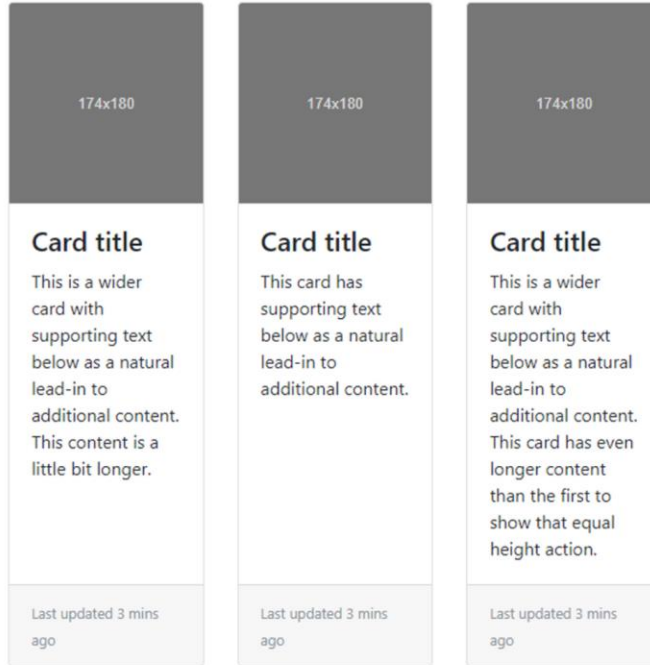 174x180
Card title
This is a wider
card with
supporting text
below as a natural
lead-in to
additional content.
This content is a
little bit longer.
Last updated 3 mins
ago
174x180
Card title
This card has
supporting text
below as a natural
lead-in to
additional content.
Last updated 3 mins
ago
174x180
Card title
This is a wider
card with
supporting text
below as a natural
lead-in to
additional content.
This card has even
longer content
than the first to
show that equal
height action.
Last updated 3 mins
ago